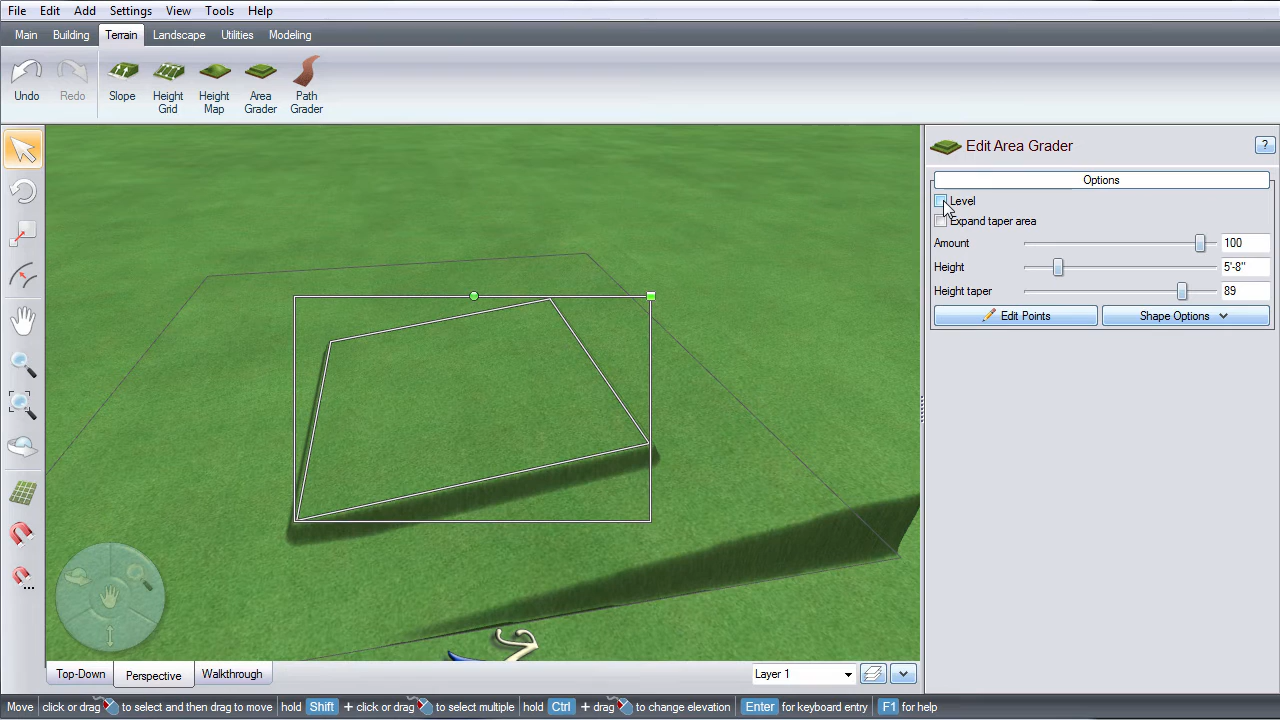 File Edit Add Settings View Tools Help
Main Building Terrain Landscape Utilities Modeling
Undo Redo Slope Height Grid Height Map Area Grader Path Grader
Edit Area Grader ?
Options
Level
Expand taper area
Amount 100
Height 5'-8"
Height taper 89
Edit Points Shape Options
Top-Down Perspective Walkthrough Layer 1
Move click or drag to select and then drag to move hold Shift + click or drag to select multiple hold Ctrl + drag to change elevation Enter for keyboard entry F1 for help